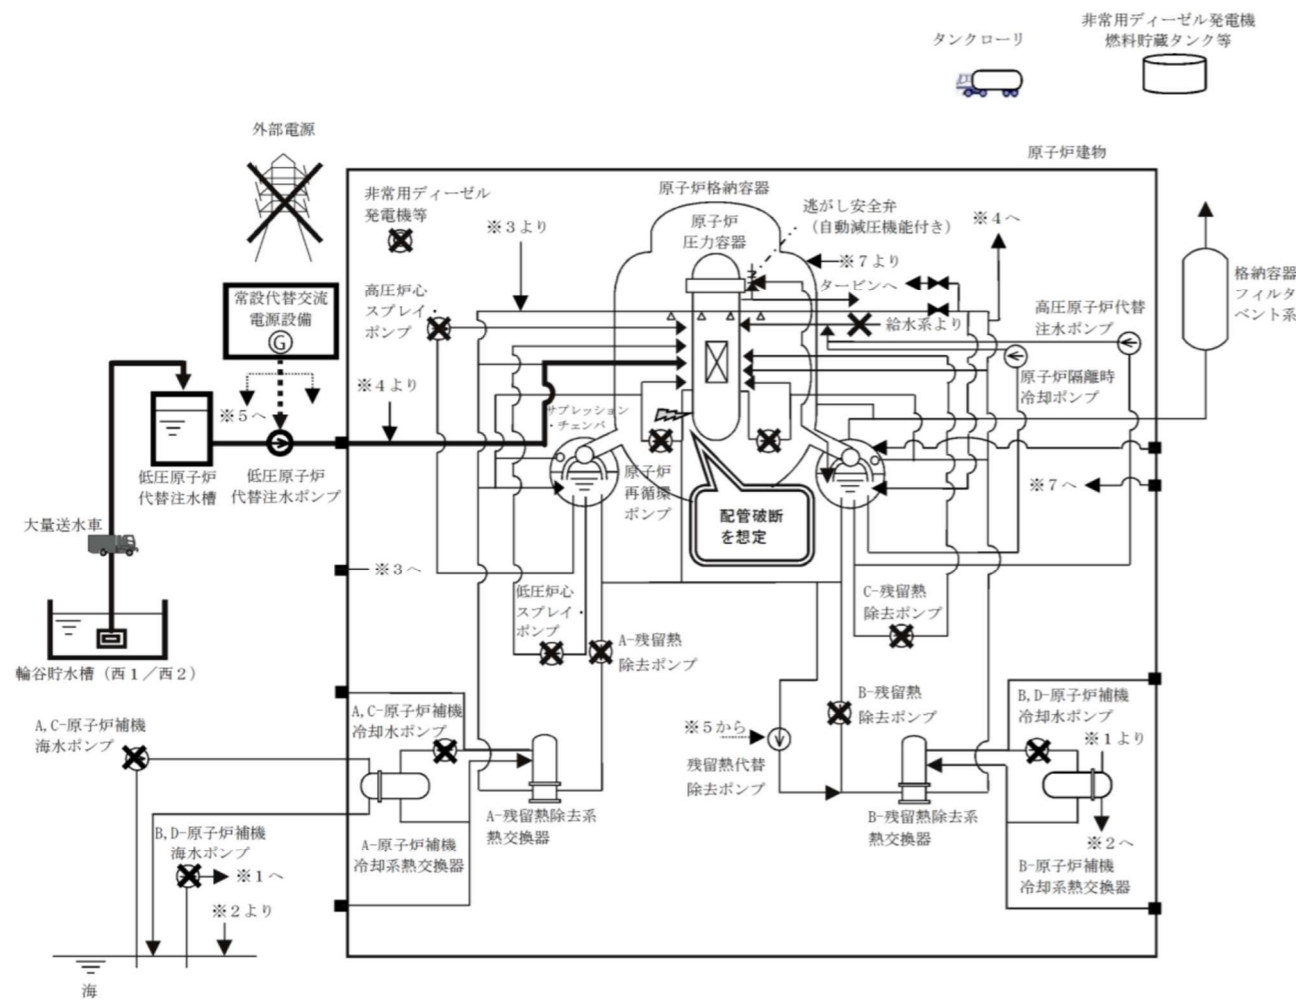 非常用ディーゼル発電機
燃料貯蔵タンク等
タンクローリ
外部電源
原子炉建物
非常用ディーゼル
発電機等
原子炉格納容器
原子炉
圧力容器
逃がし安全弁
（自動減圧機能付き）
※３より
※４へ
※７より
タービンへ
格納容器
フィルタ
ベント系
常設代替交流
電源設備
G
高圧炉心
スプレイ・
ポンプ
給水系より
高圧原子炉代替
注水ポンプ
原子炉隔離時
冷却ポンプ
※４より
※５へ
サプレッション
・チェンバ
低圧原子炉
代替注水槽
低圧原子炉
代替注水ポンプ
原子炉
再循環
ポンプ
配管破断
を想定
※７へ
大量送水車
※３へ
低圧炉心
スプレイ・
ポンプ
A-残留熱
除去ポンプ
C-残留熱
除去ポンプ
輪谷貯水槽（西１／西２）
A,C-原子炉補機
海水ポンプ
A,C-原子炉補機
冷却水ポンプ
B-残留熱
除去ポンプ
B,D-原子炉補機
冷却水ポンプ
※５から
※１より
残留熱代替
除去ポンプ
A-残留熱除去系
熱交換器
B-残留熱除去系
熱交換器
B,D-原子炉補機
海水ポンプ
A-原子炉補機
冷却系熱交換器
※２へ
B-原子炉補機
冷却系熱交換器
※１へ
※２より
海